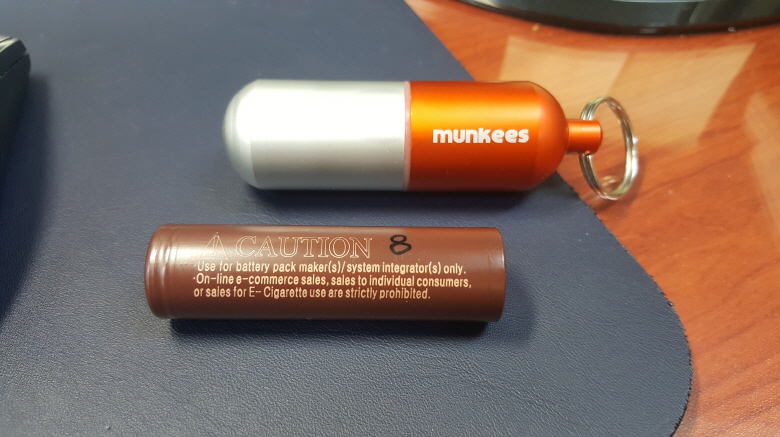 munkees
⚠ CAUTION 8
·Use for battery pack maker(s)/system integrator(s) only.
·On-line e-commerce sales, sales to individual consumers,
or sales for E-Cigarette use are strictly prohibited.